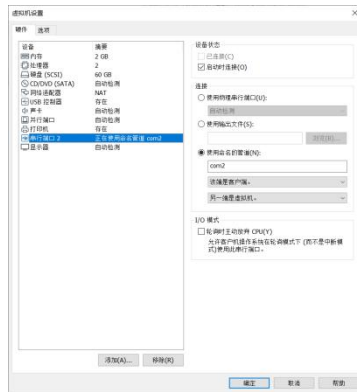 虚拟机设置
硬件 选项
设备 摘要
内存 2 GB
处理器 2
硬盘 (SCSI) 60 GB
CD/DVD (SATA) 自动检测
网络适配器 NAT
USB 控制器 存在
声卡 自动检测
并行端口 自动检测
打印机 存在
串行端口 2 正在使用命名管道 com2
显示器 自动检测
添加(A)... 移除(R)
设备状态
已连接(C)
启动时连接(O)
连接
使用物理串行端口(U):
自动检测
使用输出文件(S):
浏览(B)...
使用命名的管道(N):
com2
该端是客户端。
另一端是虚拟机。
I/O 模式
轮询时主动放弃 CPU(Y)
允许客户机操作系统在轮询模式下 (而不是中断模
式)使用此串行端口。
确定 取消 帮助